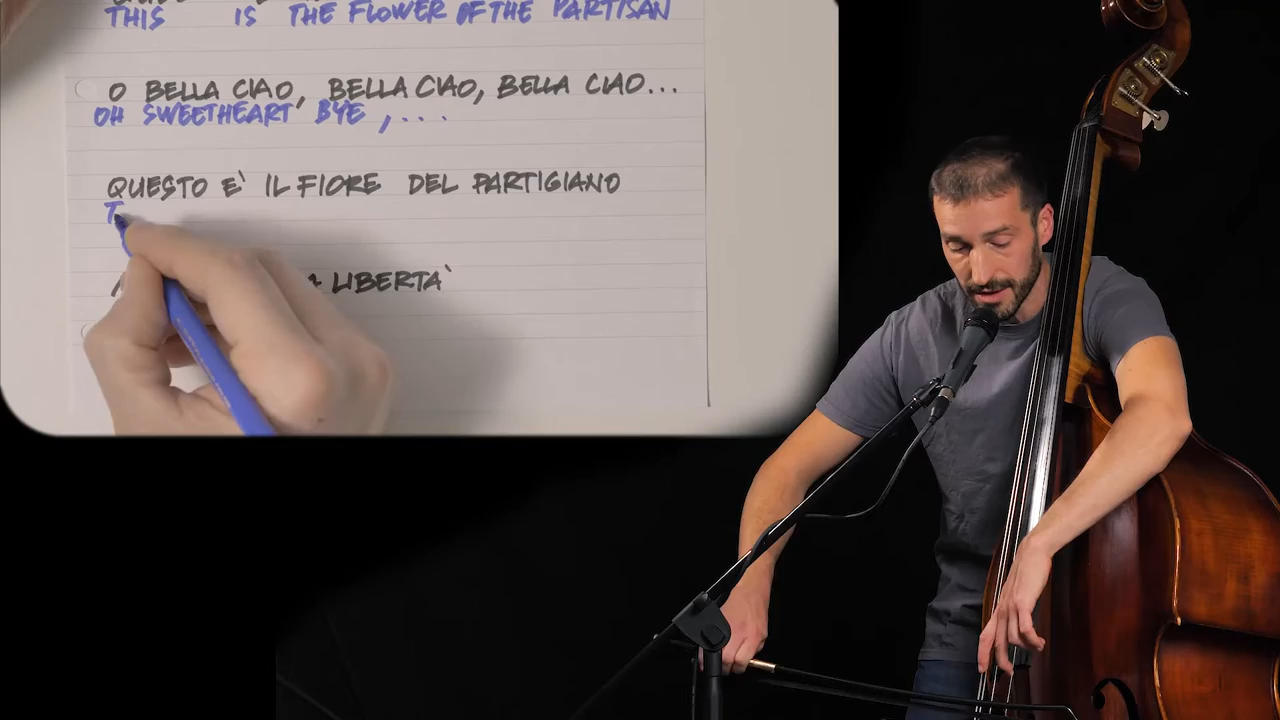 THIS IS THE FLOWER OF THE PARTISAN
O BELLA CIAO, BELLA CIAO, BELLA CIAO...
OH SWEETHEART BYE, ...
QUESTO E' IL FIORE DEL PARTIGIANO
T
LIBERTA'